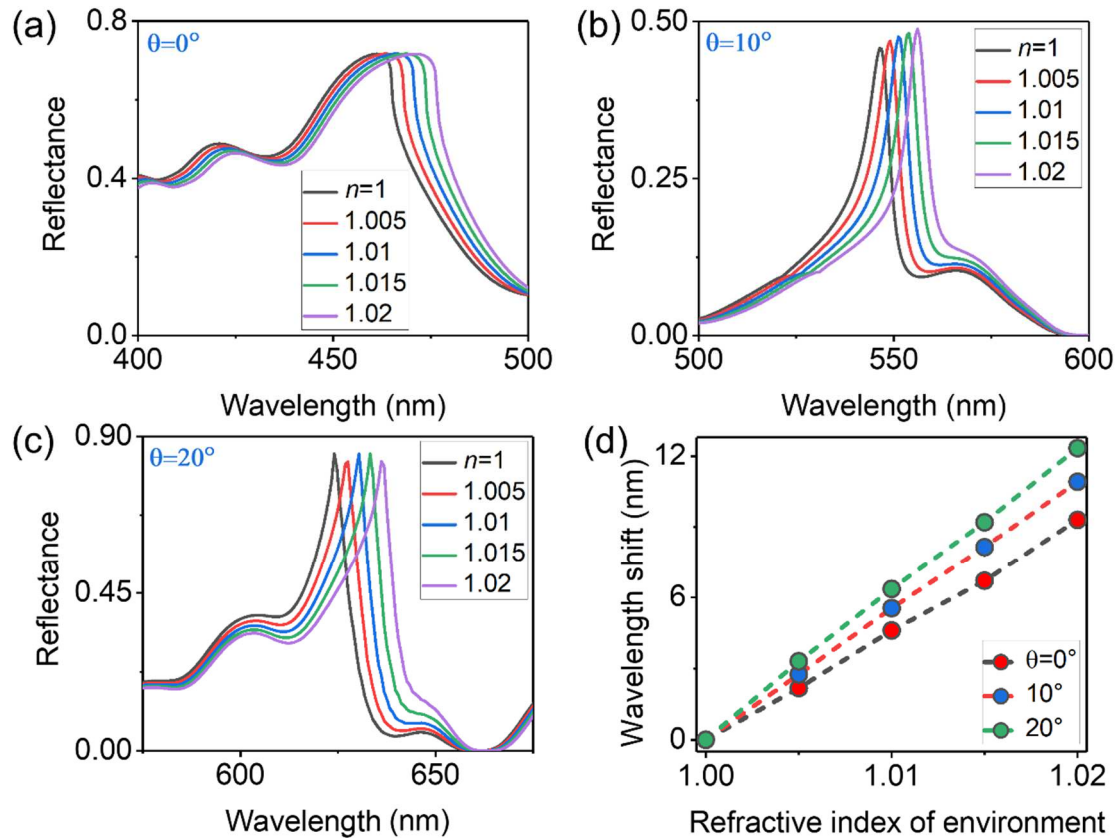 (a)
θ=0°
Reflectance
0.8
0.4
0.0
n=1
1.005
1.01
1.015
1.02
400
450
500
Wavelength (nm)
(b)
θ=10°
Reflectance
0.50
0.25
0.00
n=1
1.005
1.01
1.015
1.02
500
550
600
Wavelength (nm)
(c)
θ=20°
Reflectance
0.90
0.45
0.00
n=1
1.005
1.01
1.015
1.02
600
650
Wavelength (nm)
(d)
Wavelength shift (nm)
12
6
0
θ=0°
10°
20°
1.00
1.01
1.02
Refractive index of environment